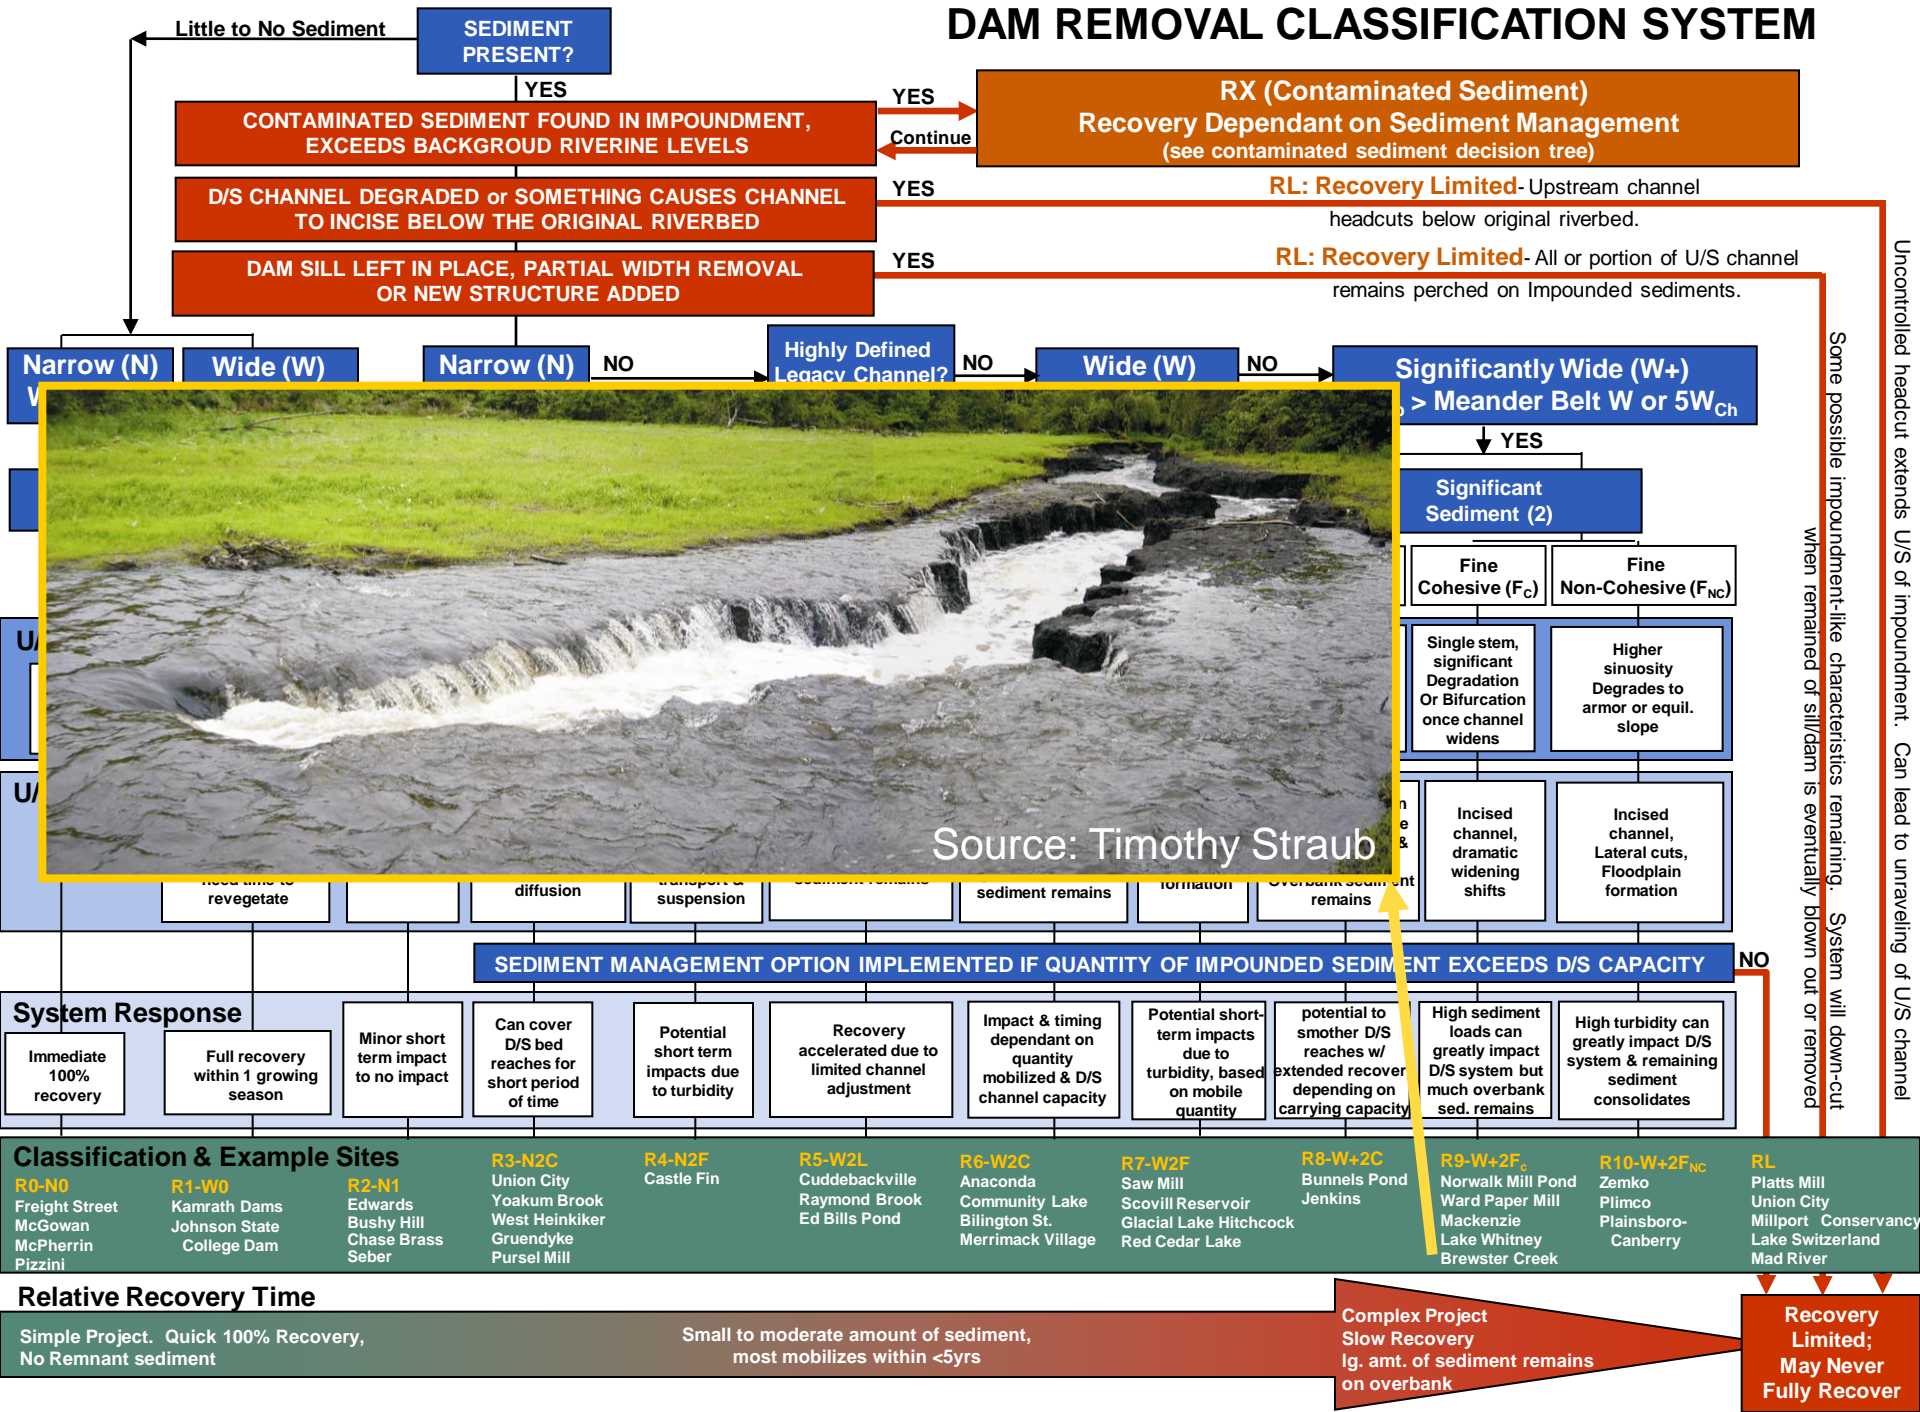 DAM REMOVAL CLASSIFICATION SYSTEM
Little to No Sediment
SEDIMENT
PRESENT?
YES
CONTAMINATED SEDIMENT FOUND IN IMPOUNDMENT,
EXCEEDS BACKGROUD RIVERINE LEVELS
YES
Continue
RX (Contaminated Sediment)
Recovery Dependant on Sediment Management
(see contaminated sediment decision tree)
D/S CHANNEL DEGRADED or SOMETHING CAUSES CHANNEL
TO INCISE BELOW THE ORIGINAL RIVERBED
YES
RL: Recovery Limited- Upstream channel
headcuts below original riverbed.
DAM SILL LEFT IN PLACE, PARTIAL WIDTH REMOVAL
OR NEW STRUCTURE ADDED
YES
RL: Recovery Limited- All or portion of U/S channel
remains perched on Impounded sediments.
Uncontrolled headcut extends U/S of impoundment. Can lead to unraveling of U/S channel
Some possible impoundment-like characteristics remaining. System will down-cut
when remained of sill/dam is eventually blown out or removed
Narrow (N)
Wide (W)
Narrow (N)
NO
Highly Defined
Legacy Channel?
NO
Wide (W)
NO
Significantly Wide (W+)
> Meander Belt W or 5WCh
YES
Significant
Sediment (2)
Fine
Cohesive (FC)
Fine
Non-Cohesive (FNC)
U/
Single stem,
significant
Degradation
Or Bifurcation
once channel
widens
Higher
sinuosity
Degrades to
armor or equil.
slope
U/
&
Incised
channel,
dramatic
widening
shifts
Incised
channel,
Lateral cuts,
Floodplain
formation
Source: Timothy Straub
need time to
revegetate
diffusion
transport &
suspension
sediment remains
sediment remains
formation
Overbank sediment
remains
SEDIMENT MANAGEMENT OPTION IMPLEMENTED IF QUANTITY OF IMPOUNDED SEDIMENT EXCEEDS D/S CAPACITY
NO
System Response
Immediate
100%
recovery
Full recovery
within 1 growing
season
Minor short
term impact
to no impact
Can cover
D/S bed
reaches for
short period
of time
Potential
short term
impacts due
to turbidity
Recovery
accelerated due to
limited channel
adjustment
Impact & timing
dependant on
quantity
mobilized & D/S
channel capacity
Potential short-
term impacts
due to
turbidity, based
on mobile
quantity
potential to
smother D/S
reaches w/
extended recover
depending on
carrying capacity
High sediment
loads can
greatly impact
D/S system but
much overbank
sed. remains
High turbidity can
greatly impact D/S
system & remaining
sediment
consolidates
Classification & Example Sites
R0-N0
Freight Street
McGowan
McPherrin
Pizzini
R1-W0
Kamrath Dams
Johnson State
College Dam
R2-N1
Edwards
Bushy Hill
Chase Brass
Seber
R3-N2C
Union City
Yoakum Brook
West Heinkiker
Gruendyke
Pursel Mill
R4-N2F
Castle Fin
R5-W2L
Cuddebackville
Raymond Brook
Ed Bills Pond
R6-W2C
Anaconda
Community Lake
Bilington St.
Merrimack Village
R7-W2F
Saw Mill
Scovill Reservoir
Glacial Lake Hitchcock
Red Cedar Lake
R8-W+2C
Bunnels Pond
Jenkins
R9-W+2Fc
Norwalk Mill Pond
Ward Paper Mill
Mackenzie
Lake Whitney
Brewster Creek
R10-W+2FNC
Zemko
Plimco
Plainsboro-
Canberry
RL
Platts Mill
Union City
Millport Conservancy
Lake Switzerland
Mad River
Relative Recovery Time
Simple Project. Quick 100% Recovery,
No Remnant sediment
Small to moderate amount of sediment,
most mobilizes within <5yrs
Complex Project
Slow Recovery
lg. amt. of sediment remains
on overbank
Recovery
Limited;
May Never
Fully Recover